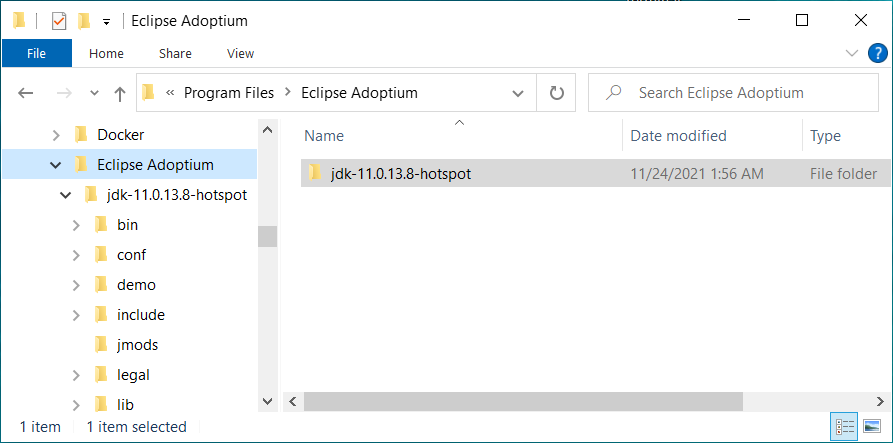 Eclipse Adoptium
File Home Share View
« Program Files > Eclipse Adoptium Search Eclipse Adoptium
Docker
Eclipse Adoptium
jdk-11.0.13.8-hotspot
bin
conf
demo
include
jmods
legal
lib
Name Date modified Type
jdk-11.0.13.8-hotspot 11/24/2021 1:56 AM File folder
1 item 1 item selected